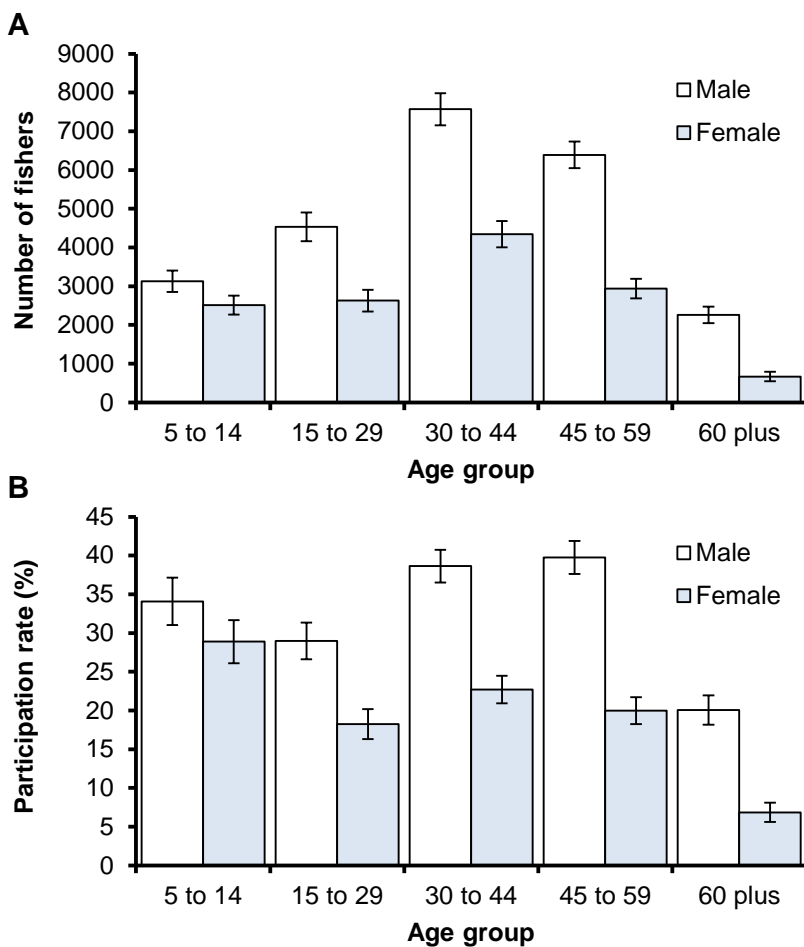 A
9000
8000
7000
6000
5000
4000
3000
2000
1000
0
Number of fishers
Male
Female
5 to 14 15 to 29 30 to 44 45 to 59 60 plus
Age group
B
45
40
35
30
25
20
15
10
5
0
Participation rate (%)
Male
Female
5 to 14 15 to 29 30 to 44 45 to 59 60 plus
Age group